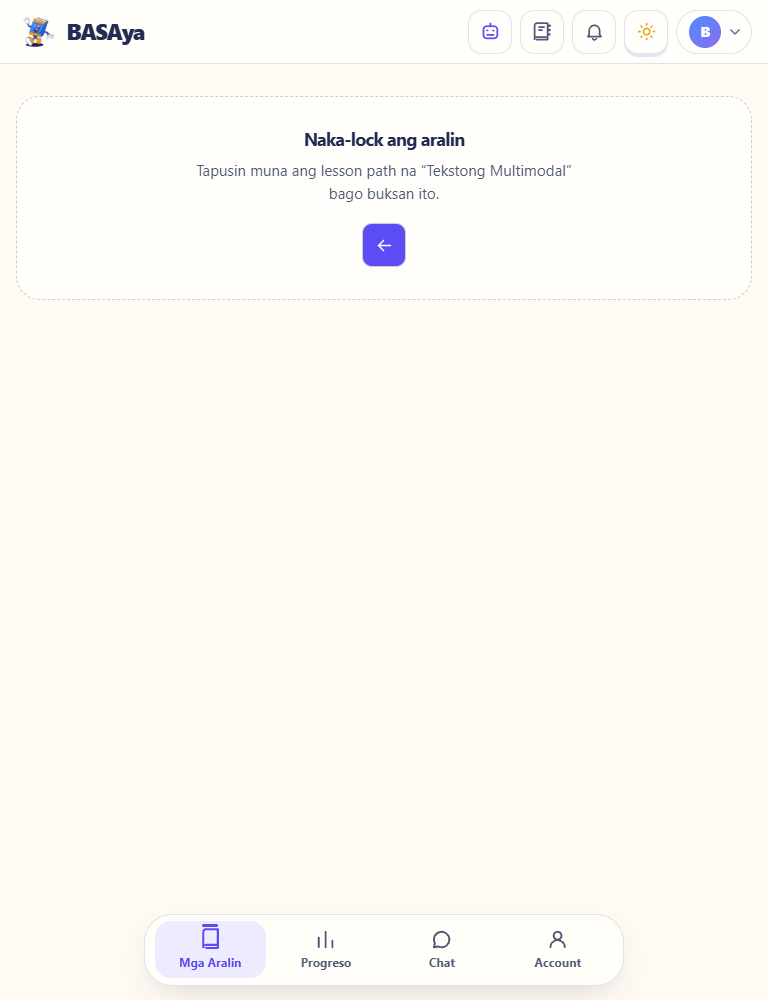 BASAya
B
Naka-lock ang aralin
Tapusin muna ang lesson path na “Tekstong Multimodal”
bago buksan ito.
Mga Aralin
Progreso
Chat
Account